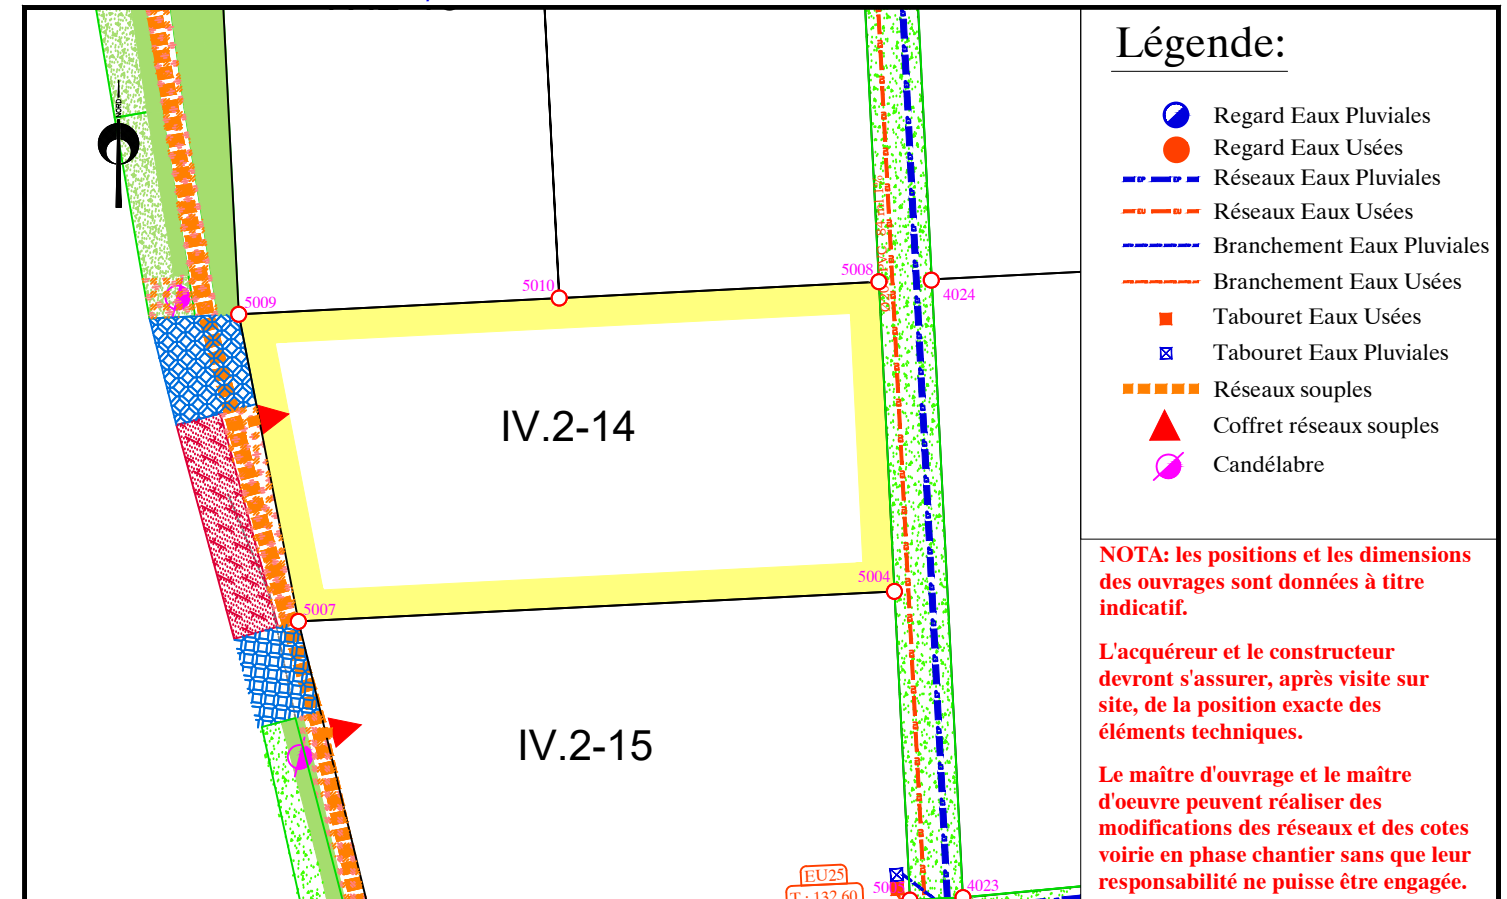 Légende:
Regard Eaux Pluviales
Regard Eaux Usées
Réseaux Eaux Pluviales
Réseaux Eaux Usées
Branchement Eaux Pluviales
Branchement Eaux Usées
Tabouret Eaux Usées
Tabouret Eaux Pluviales
Réseaux souples
Coffret réseaux souples
Candélabre
NORD
5009
5010
5008
4024
IV.2-14
5004
5007
IV.2-15
EU25
T : 132.60
4023
NOTA: les positions et les dimensions
des ouvrages sont données à titre
indicatif.
L'acquéreur et le constructeur
devront s'assurer, après visite sur
site, de la position exacte des
éléments techniques.
Le maître d'ouvrage et le maître
d'oeuvre peuvent réaliser des
modifications des réseaux et des cotes
voirie en phase chantier sans que leur
responsabilité ne puisse être engagée.